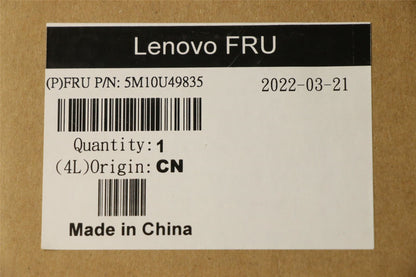 Lenovo FRU
(P)FRU P/N: 5M10U49835 2022-03-21
Quantity: 1
(4L)Origin: CN
Made in China